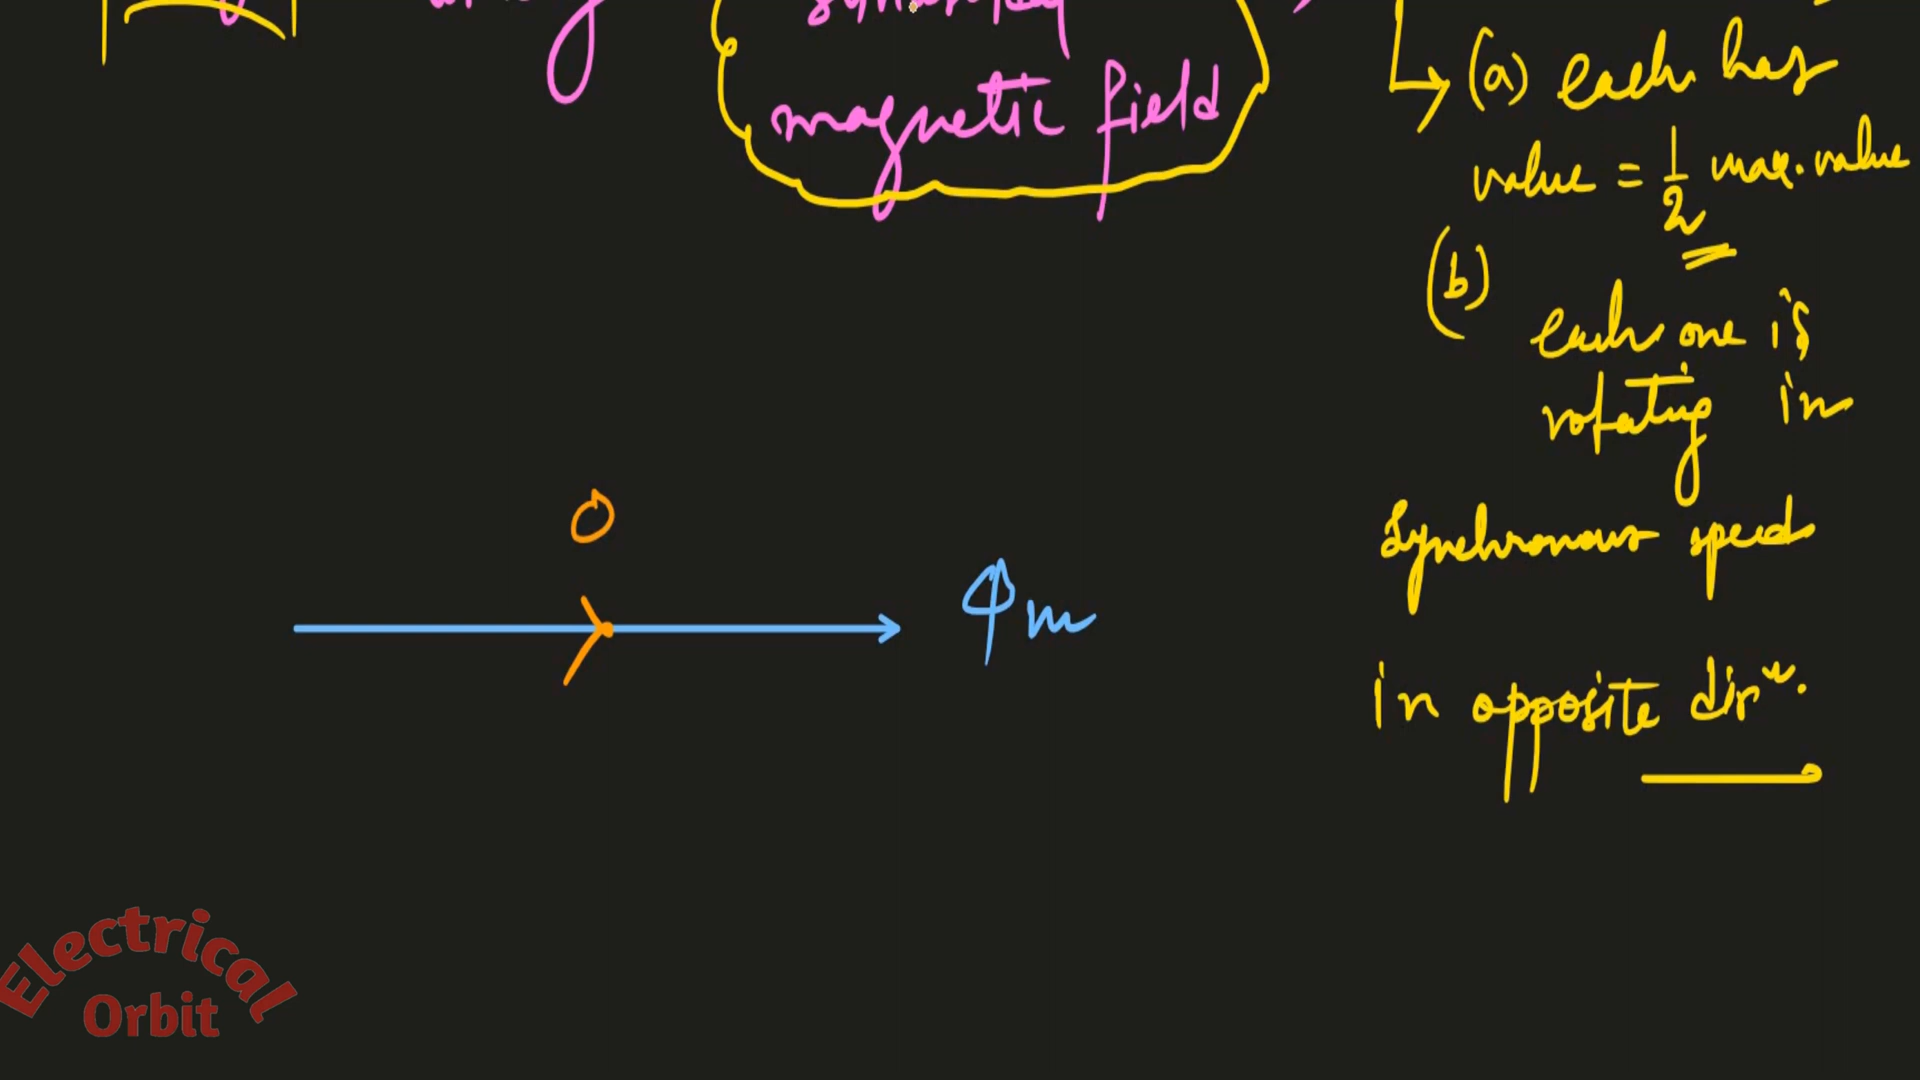 magnetic field
(a) each has
value = 1/2 max. value
(b)
each one is
rotating in
synchronous speed
in opposite dirⁿ.
O
Φm
Electrical
Orbit